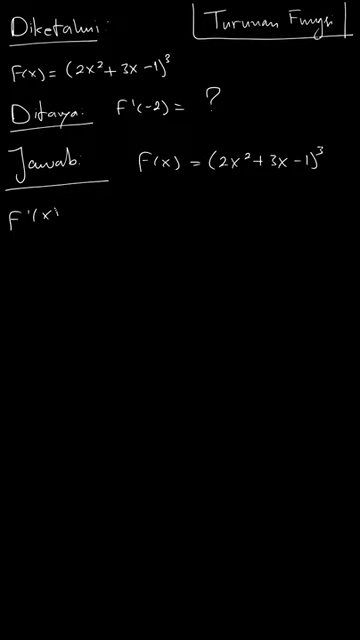 Diketahui:
Turunan Fungsi
F(x) = (2x² + 3x - 1)³
Ditanya: F'(-2) = ?
Jawab: F(x) = (2x² + 3x - 1)³
F'(x)